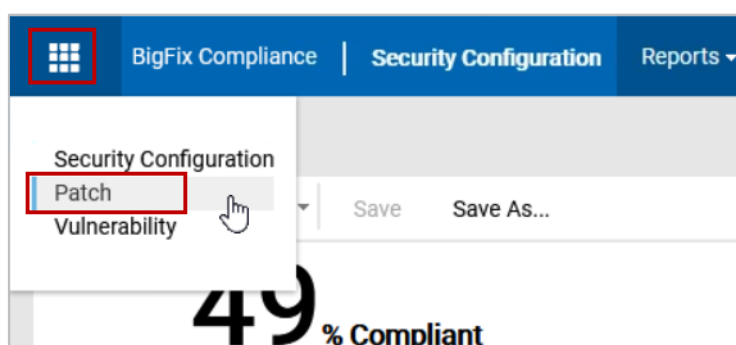 BigFix Compliance | Security Configuration Reports
Security Configuration
Patch
Vulnerability
Save Save As...
49 % Compliant